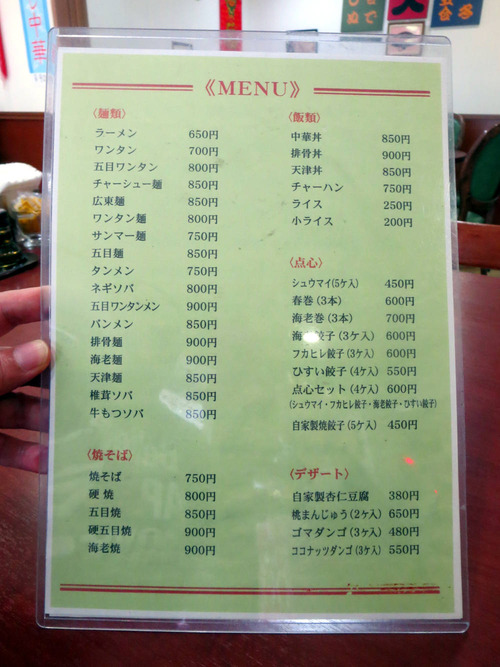 《MENU》
〈麺類〉
ラーメン 650円
ワンタン 700円
五目ワンタン 800円
チャーシュー麺 850円
広東麺 850円
ワンタン麺 800円
サンマー麺 750円
五目麺 850円
タンメン 750円
ネギソバ 800円
五目ワンタンメン 900円
バンメン 850円
排骨麺 900円
海老麺 900円
天津麺 850円
椎茸ソバ 850円
牛もつソバ 850円
〈焼そば〉
焼そば 750円
硬焼 800円
五目焼 850円
硬五目焼 900円
海老焼 900円
〈飯類〉
中華丼 850円
排骨丼 900円
天津丼 850円
チャーハン 750円
ライス 250円
小ライス 200円
〈点心〉
シュウマイ(5ケ入) 450円
春巻(3本) 600円
海老巻(3本) 700円
海老餃子(3ケ入) 600円
フカヒレ餃子(3ケ入) 600円
ひすい餃子(4ケ入) 550円
点心セット(4ケ入) 600円
(シュウマイ・フカヒレ餃子・海老餃子・ひすい餃子)
自家製焼餃子(5ケ入) 450円
〈デザート〉
自家製杏仁豆腐 380円
桃まんじゅう(2ケ入) 650円
ゴマダンゴ(3ケ入) 480円
ココナッツダンゴ(3ケ入) 550円